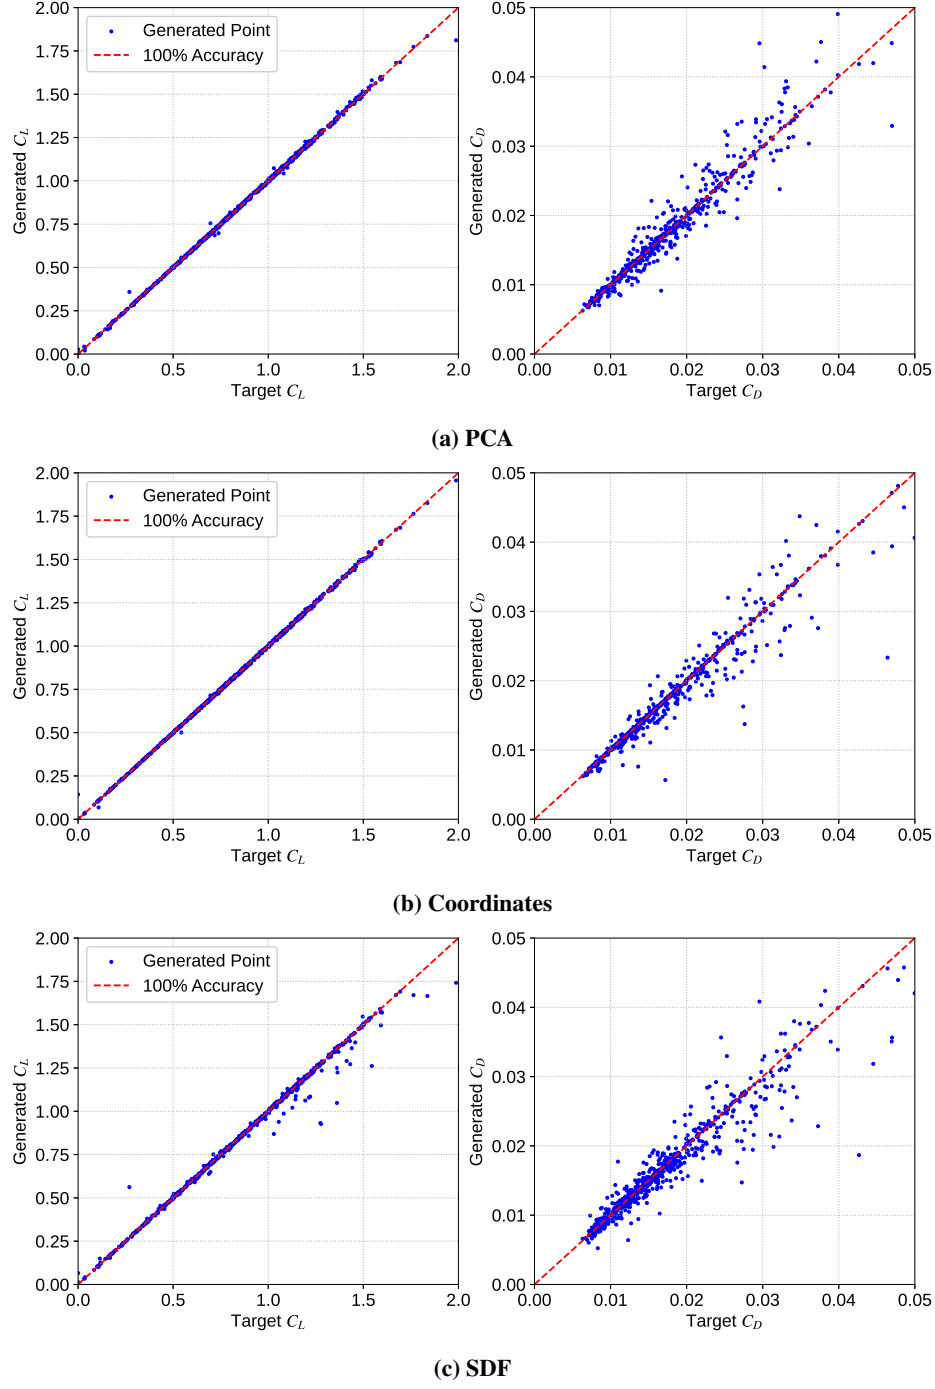 2.00
1.75
1.50
1.25
1.00
0.75
0.50
0.25
0.00
Generated C_L
Generated Point
100% Accuracy
0.0 0.5 1.0 1.5 2.0
Target C_L
0.05
0.04
0.03
0.02
0.01
0.00
Generated C_D
0.00 0.01 0.02 0.03 0.04 0.05
Target C_D
(a) PCA
2.00
1.75
1.50
1.25
1.00
0.75
0.50
0.25
0.00
Generated C_L
Generated Point
100% Accuracy
0.0 0.5 1.0 1.5 2.0
Target C_L
0.05
0.04
0.03
0.02
0.01
0.00
Generated C_D
0.00 0.01 0.02 0.03 0.04 0.05
Target C_D
(b) Coordinates
2.00
1.75
1.50
1.25
1.00
0.75
0.50
0.25
0.00
Generated C_L
Generated Point
100% Accuracy
0.0 0.5 1.0 1.5 2.0
Target C_L
0.05
0.04
0.03
0.02
0.01
0.00
Generated C_D
0.00 0.01 0.02 0.03 0.04 0.05
Target C_D
(c) SDF